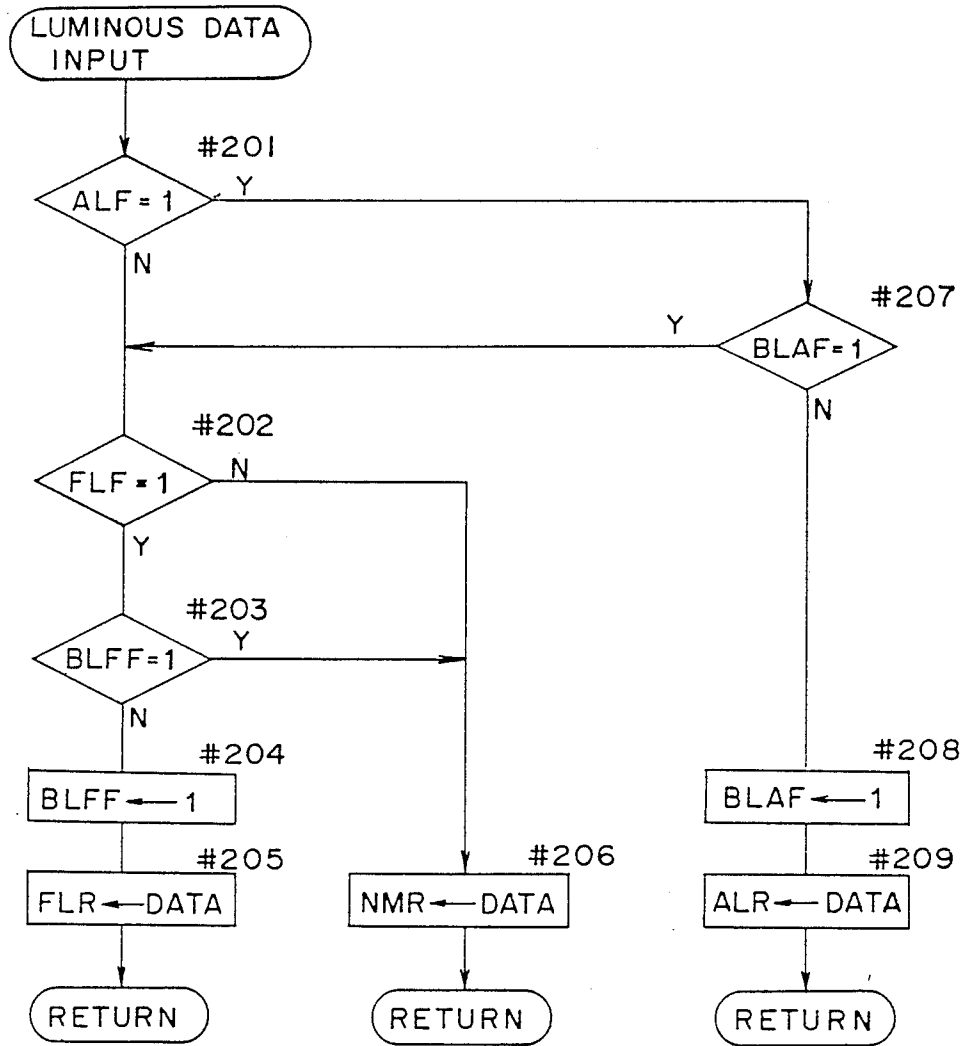 LUMINOUS DATA
INPUT
#201
ALF = 1
Y
N
#207
BLAF=1
Y
N
#202
FLF = 1
N
Y
#203
BLFF=1
Y
N
#204
BLFF ← 1
#208
BLAF ← 1
#205
FLR ← DATA
#206
NMR ← DATA
#209
ALR ← DATA
RETURN
RETURN
RETURN